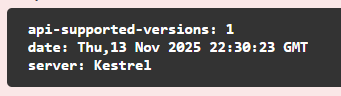 api-supported-versions: 1
date: Thu,13 Nov 2025 22:30:23 GMT
server: Kestrel